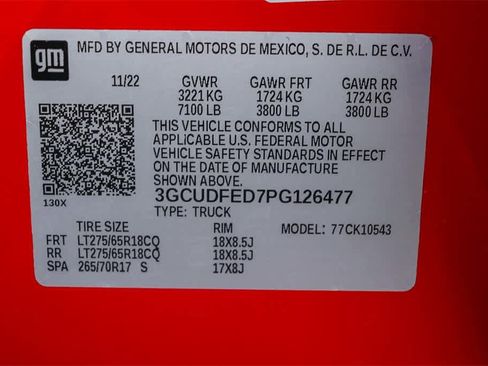 gm
MFD BY GENERAL MOTORS DE MEXICO, S. DE R.L. DE C.V.
11/22 GVWR GAWR FRT GAWR RR
3221 KG 1724 KG 1724 KG
7100 LB 3800 LB 3800 LB
THIS VEHICLE CONFORMS TO ALL
APPLICABLE U.S. FEDERAL MOTOR
VEHICLE SAFETY STANDARDS IN EFFECT
ON THE DATE OF MANUFACTURE
SHOWN ABOVE.
130X
3GCUDFED7PG126477
TYPE: TRUCK
TIRE SIZE RIM MODEL: 77CK10543
FRT LT275/65R18CQ 18X8.5J
RR LT275/65R18CQ 18X8.5J
SPA 265/70R17 S 17X8J